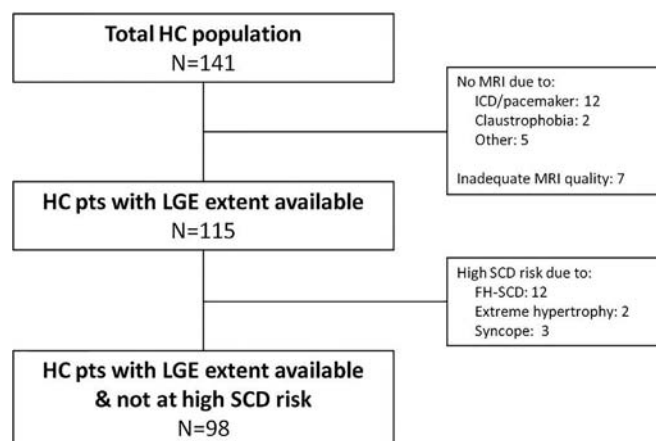 Total HC population
N=141
No MRI due to:
ICD/pacemaker: 12
Claustrophobia: 2
Other: 5
Inadequate MRI quality: 7
HC pts with LGE extent available
N=115
High SCD risk due to:
FH-SCD: 12
Extreme hypertrophy: 2
Syncope: 3
HC pts with LGE extent available
& not at high SCD risk
N=98